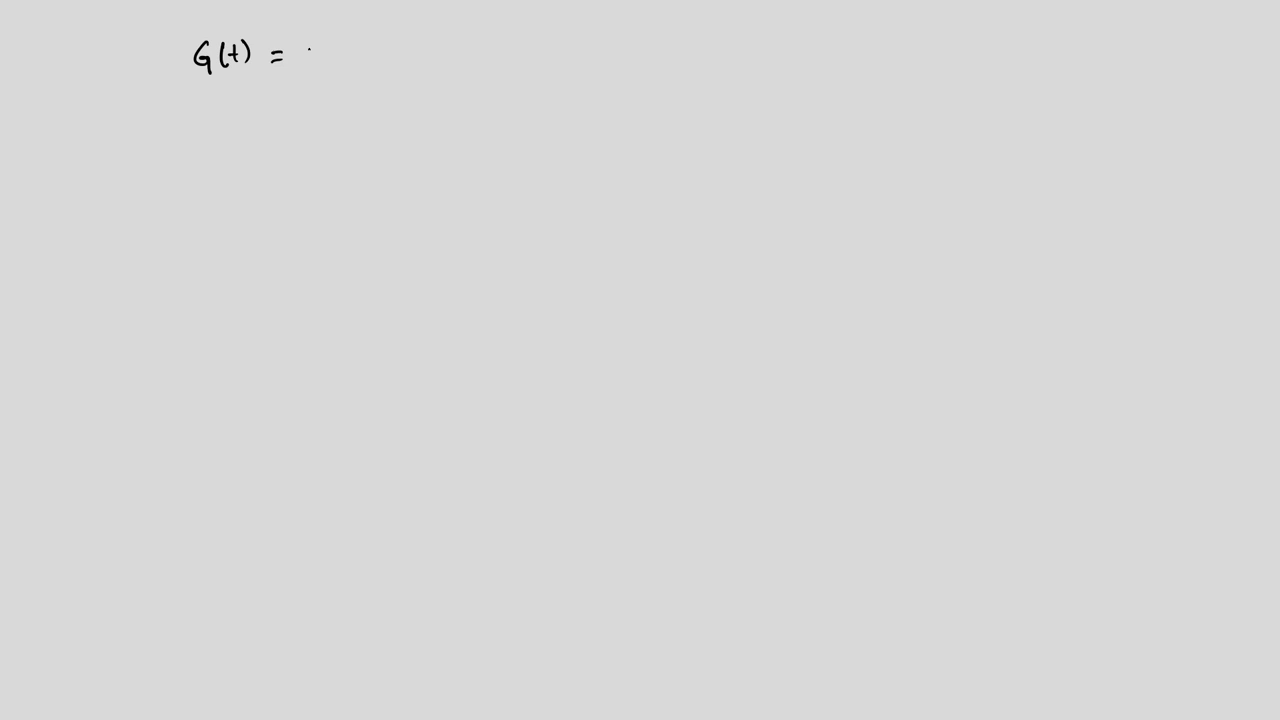 G(t) =